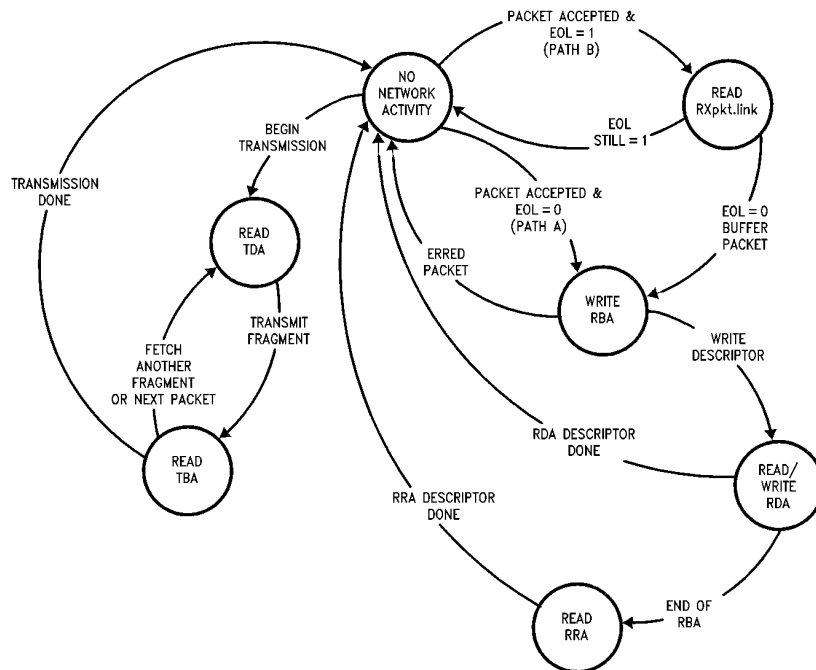 PACKET ACCEPTED &
EOL = 1
(PATH B)
NO
NETWORK
ACTIVITY
READ
RXpkt.link
EOL
STILL = 1
BEGIN
TRANSMISSION
TRANSMISSION
DONE
PACKET ACCEPTED &
EOL = 0
(PATH A)
EOL = 0
BUFFER
PACKET
READ
TDA
ERRED
PACKET
WRITE
RBA
TRANSMIT
FRAGMENT
WRITE
DESCRIPTOR
FETCH
ANOTHER
FRAGMENT
OR NEXT PACKET
READ
TBA
RDA DESCRIPTOR
DONE
READ/
WRITE
RDA
RRA DESCRIPTOR
DONE
END OF
RBA
READ
RRA